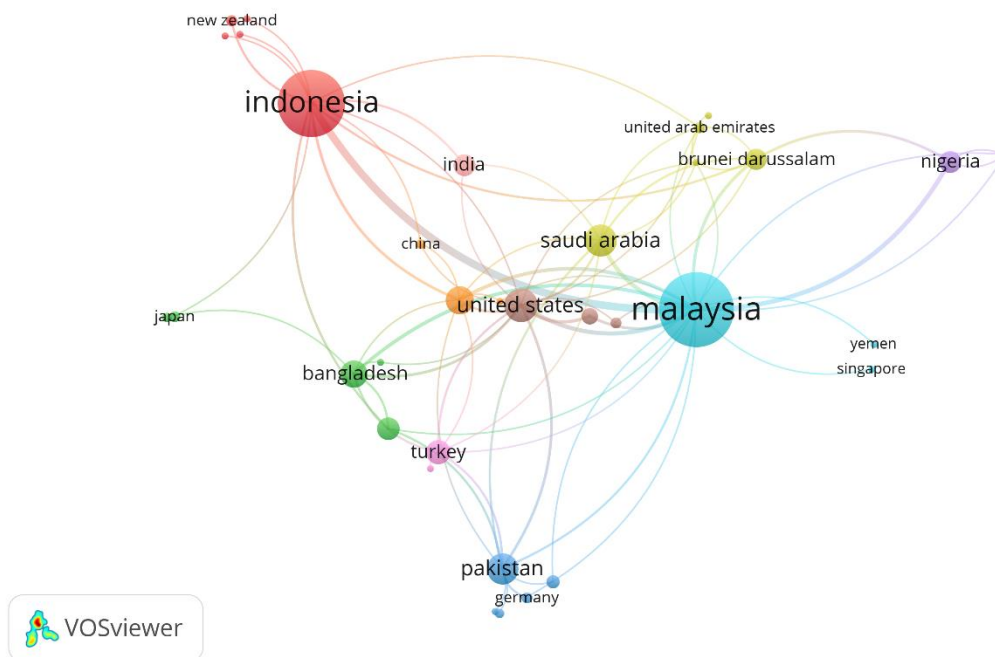 new zealand
indonesia
united arab emirates
india
brunei darussalam
nigeria
china
saudi arabia
united states
malaysia
japan
yemen
bangladesh
singapore
turkey
pakistan
germany
VOSviewer